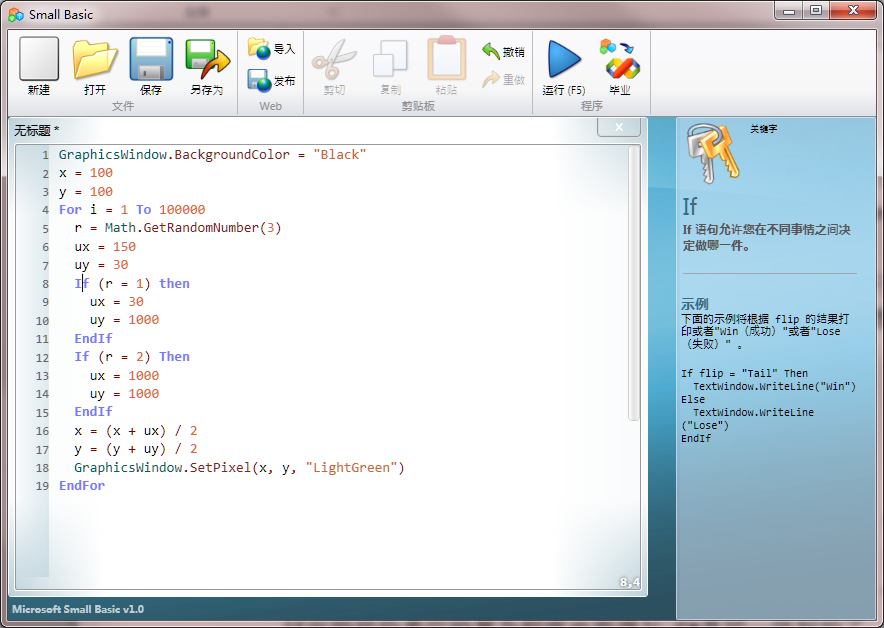 Small Basic
新建
打开
保存
另存为
文件
导入
发布
Web
剪切
复制
粘贴
剪贴板
撤销
重做
运行 (F5)
毕业
程序
无标题 *
x
1 GraphicsWindow.BackgroundColor = "Black"
2 x = 100
3 y = 100
4 For i = 1 To 100000
5 r = Math.GetRandomNumber(3)
6 ux = 150
7 uy = 30
8 If (r = 1) then
9 ux = 30
10 uy = 1000
11 EndIf
12 If (r = 2) Then
13 ux = 1000
14 uy = 1000
15 EndIf
16 x = (x + ux) / 2
17 y = (y + uy) / 2
18 GraphicsWindow.SetPixel(x, y, "LightGreen")
19 EndFor
8,4
Microsoft Small Basic v1.0
关键字
If
If 语句允许您在不同事情之间决
定做哪一件。
示例
下面的示例将根据 flip 的结果打
印或者"Win（成功）"或者"Lose
（失败）" 。
If flip = "Tail" Then
TextWindow.WriteLine("Win")
Else
TextWindow.WriteLine
("Lose")
EndIf